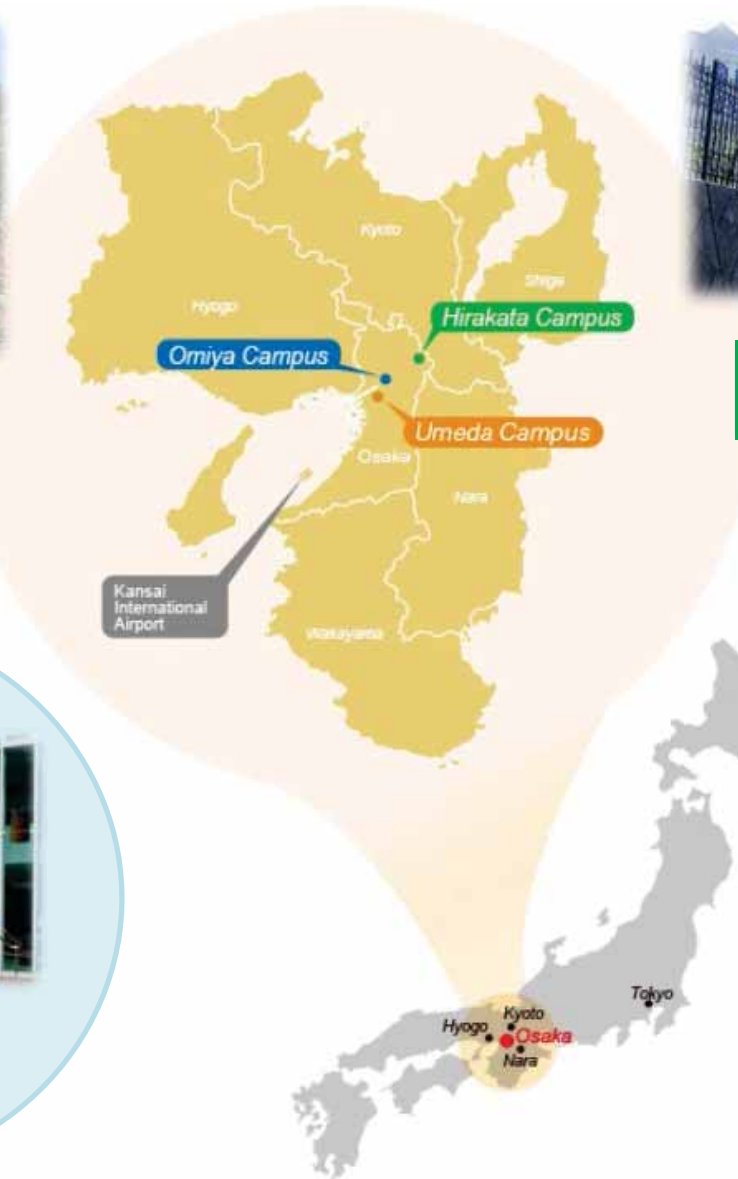 Kyoto
Shiga
Hyogo
Hirakata Campus
Omiya Campus
Umeda Campus
Osaka
Nara
Kansai
International
Airport
Wakayama
Tokyo
Kyoto
Hyogo
Osaka
Nara